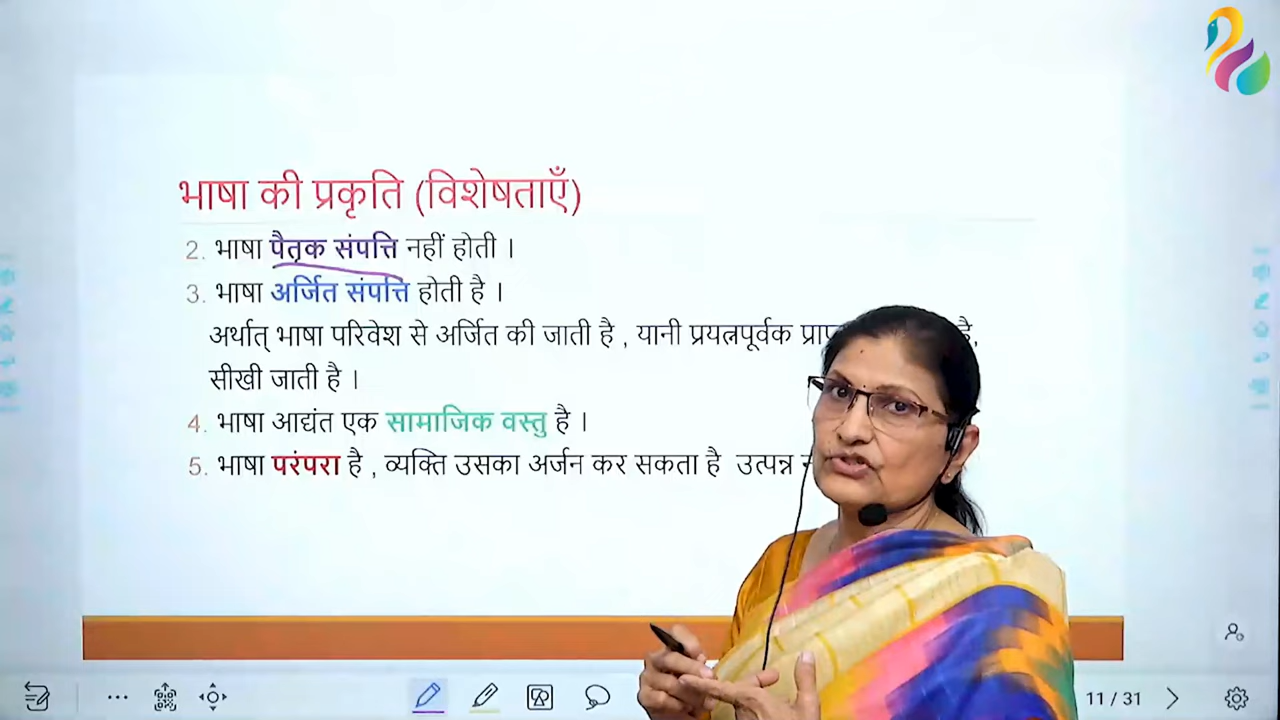 भाषा की प्रकृति (विशेषताएँ)
2. भाषा पैतृक संपत्ति नहीं होती ।
3. भाषा अर्जित संपत्ति होती है ।
अर्थात् भाषा परिवेश से अर्जित की जाती है , यानी प्रयत्नपूर्वक है,
सीखी जाती है ।
4. भाषा आद्यंत एक सामाजिक वस्तु है ।
5. भाषा परंपरा है , व्यक्ति उसका अर्जन कर सकता है उत्पन्न
11 / 31